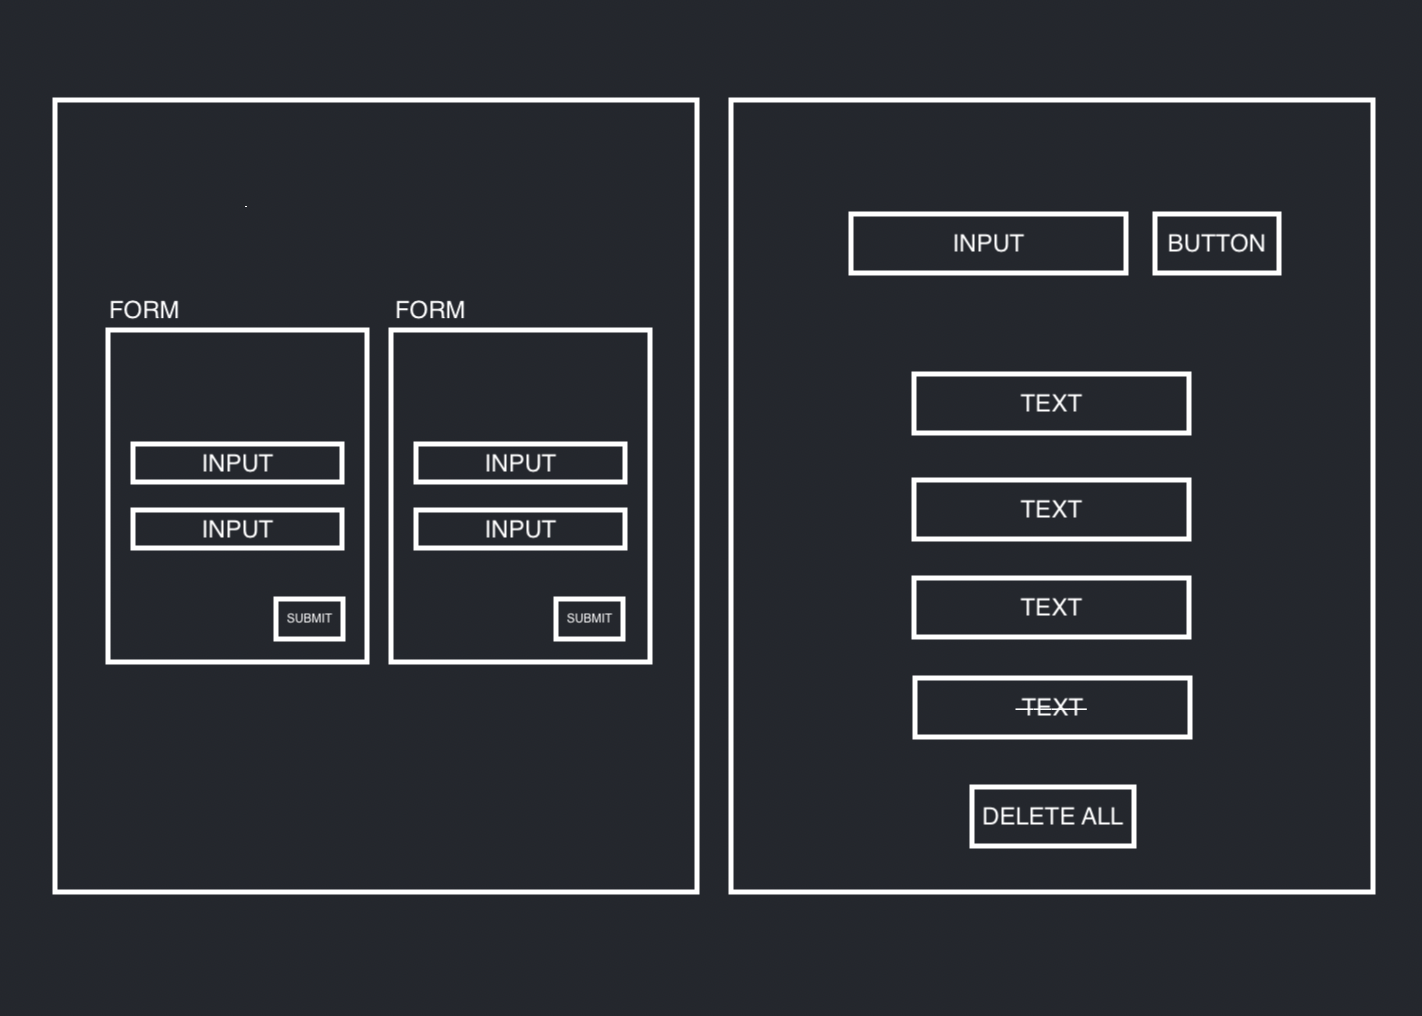 FORM
INPUT
INPUT
SUBMIT
FORM
INPUT
INPUT
SUBMIT
INPUT
BUTTON
TEXT
TEXT
TEXT
TEXT
DELETE ALL